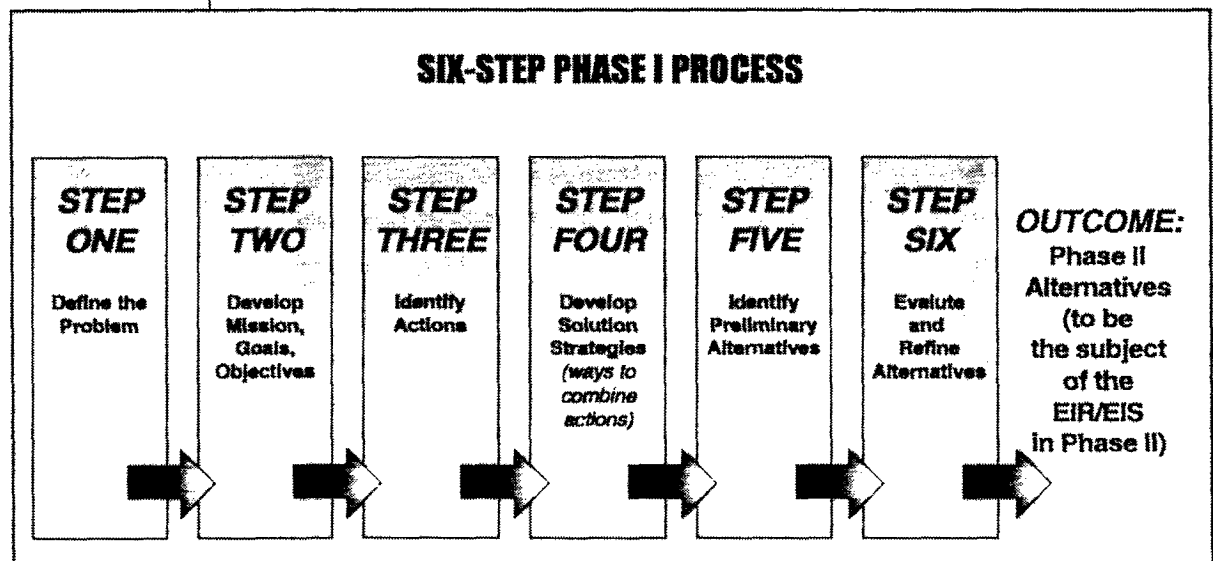 SIX-STEP PHASE I PROCESS
STEP
ONE
Define the
Problem
STEP
TWO
Develop
Mission,
Goals,
Objectives
STEP
THREE
Identify
Actions
STEP
FOUR
Develop
Solution
Strategies
(ways to
combine
actions)
STEP
FIVE
Identify
Preliminary
Alternatives
STEP
SIX
Evalute
and
Refine
Alternatives
OUTCOME:
Phase II
Alternatives
(to be
the subject
of the
EIR/EIS
in Phase II)